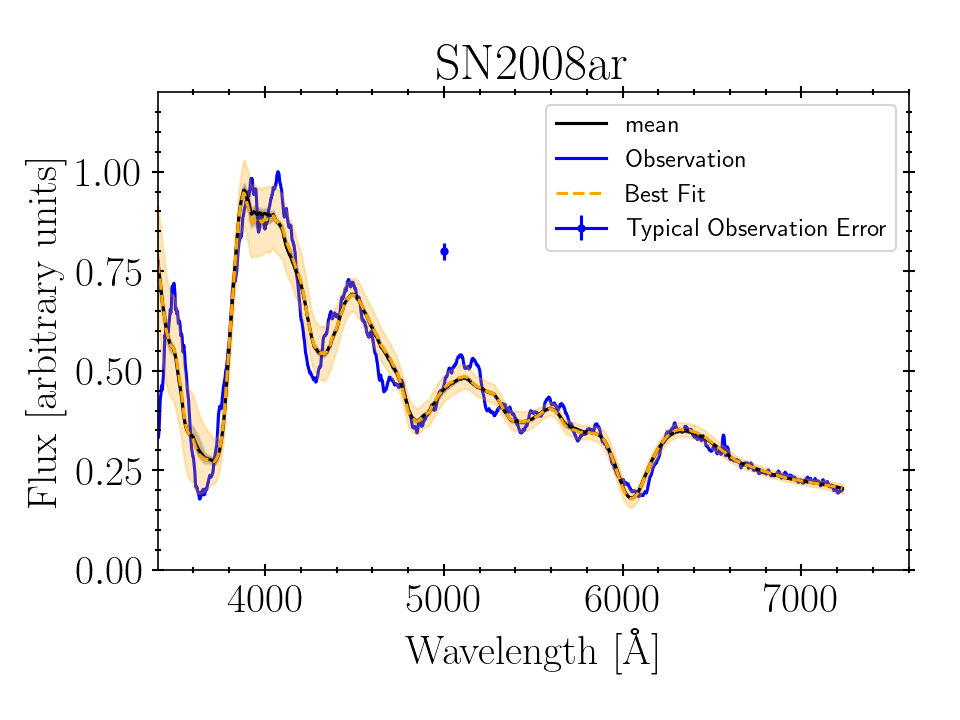 SN2008ar
mean
Observation
Best Fit
Typical Observation Error
Flux [arbitrary units]
1.00
0.75
0.50
0.25
0.00
4000 5000 6000 7000
Wavelength [Å]